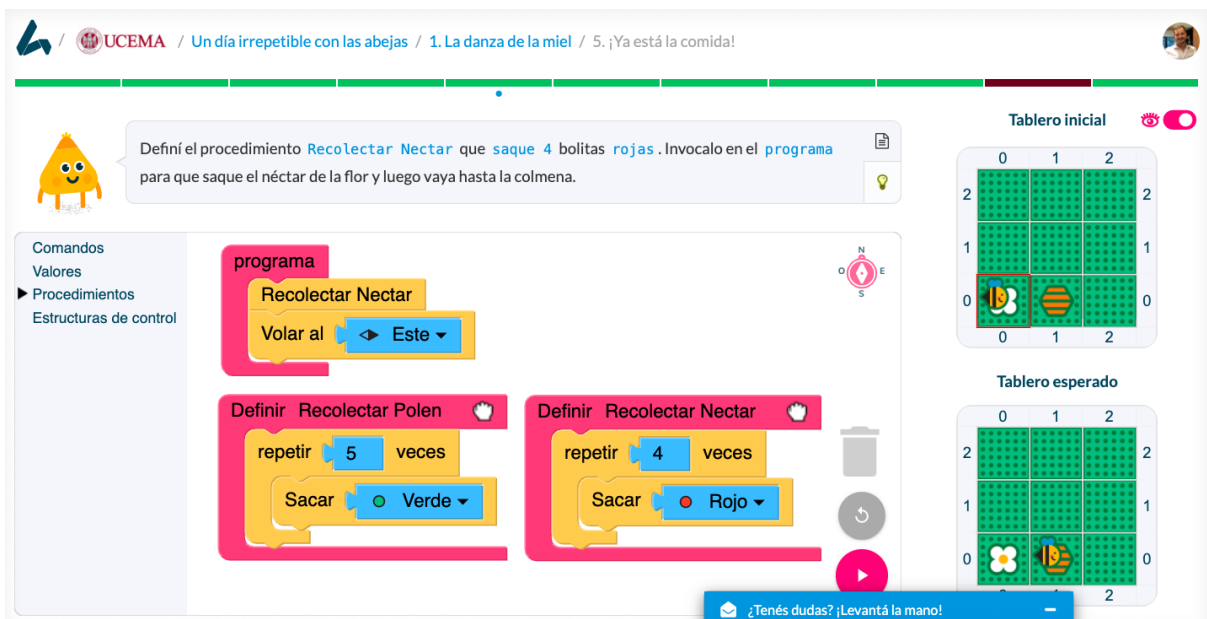 / UCEMA / Un día irrepetible con las abejas / 1. La danza de la miel / 5. ¡Ya está la comida!
Definí el procedimiento Recolectar Nectar que saque 4 bolitas rojas. Invocalo en el programa
para que saque el néctar de la flor y luego vaya hasta la colmena.
Comandos
Valores
Procedimientos
Estructuras de control
programa
Recolectar Nectar
Volar al Este
N
O E
S
Definir Recolectar Polen
repetir 5 veces
Sacar Verde
Definir Recolectar Nectar
repetir 4 veces
Sacar Rojo
Tablero inicial
0 1 2
2 2
1 1
0 0
0 1 2
Tablero esperado
0 1 2
2 2
1 1
0 0
0 1 2
¿Tenés dudas? ¡Levantá la mano!